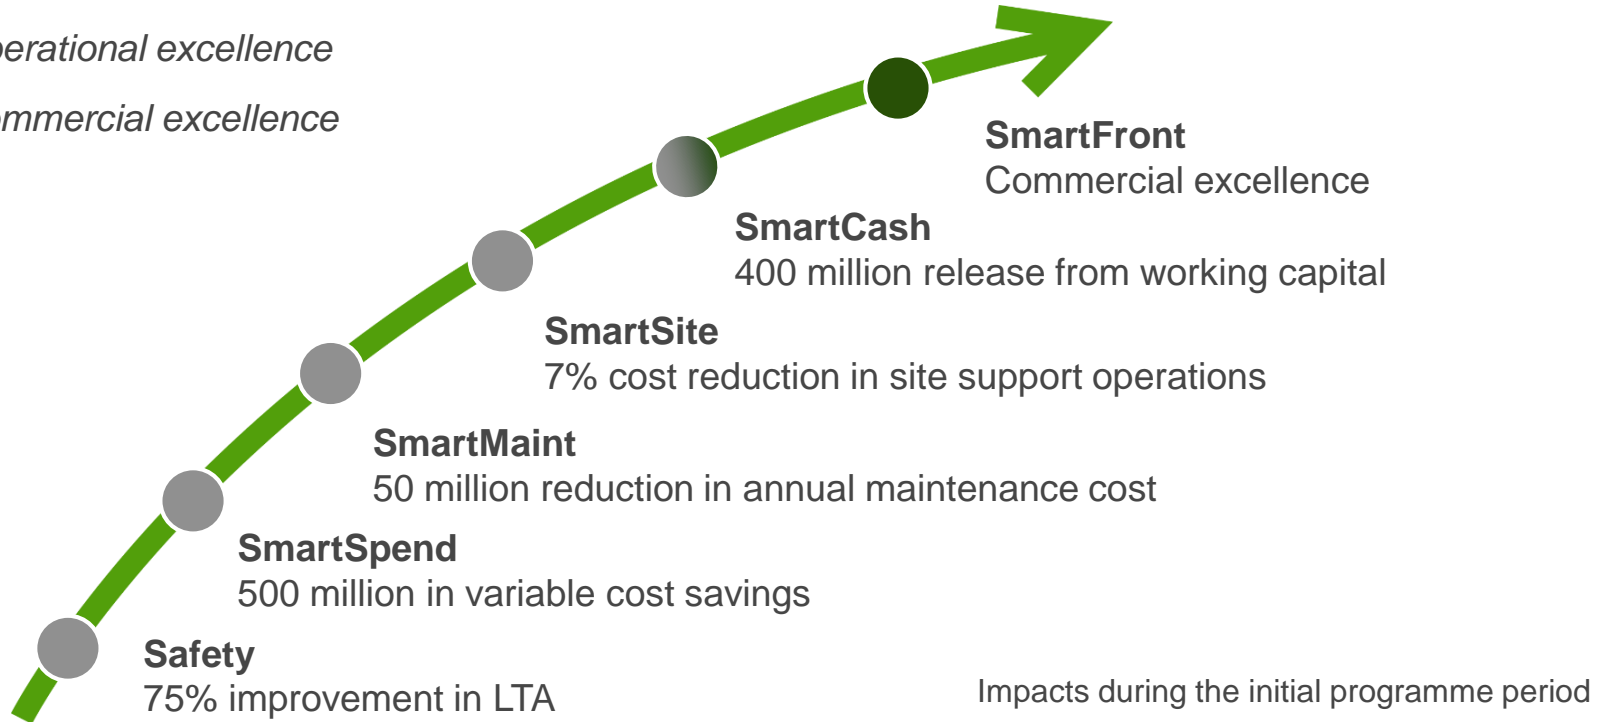 perational excellence
ommercial excellence
SmartFront
Commercial excellence
SmartCash
400 million release from working capital
SmartSite
7% cost reduction in site support operations
SmartMaint
50 million reduction in annual maintenance cost
SmartSpend
500 million in variable cost savings
Safety
75% improvement in LTA
Impacts during the initial programme period